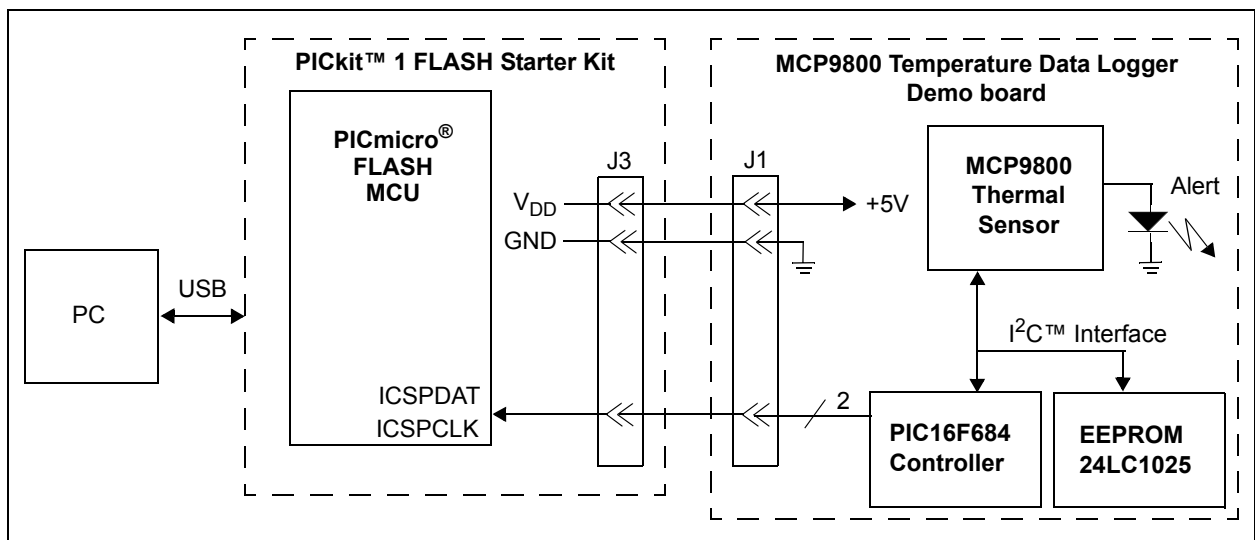 PICkit™ 1 FLASH Starter Kit
PICmicro®
FLASH
MCU
J3
V_DD
GND
ICSPDAT
ICSPCLK
PC
USB
MCP9800 Temperature Data Logger
Demo board
J1
+5V
MCP9800
Thermal
Sensor
Alert
I²C™ Interface
2
PIC16F684
Controller
EEPROM
24LC1025